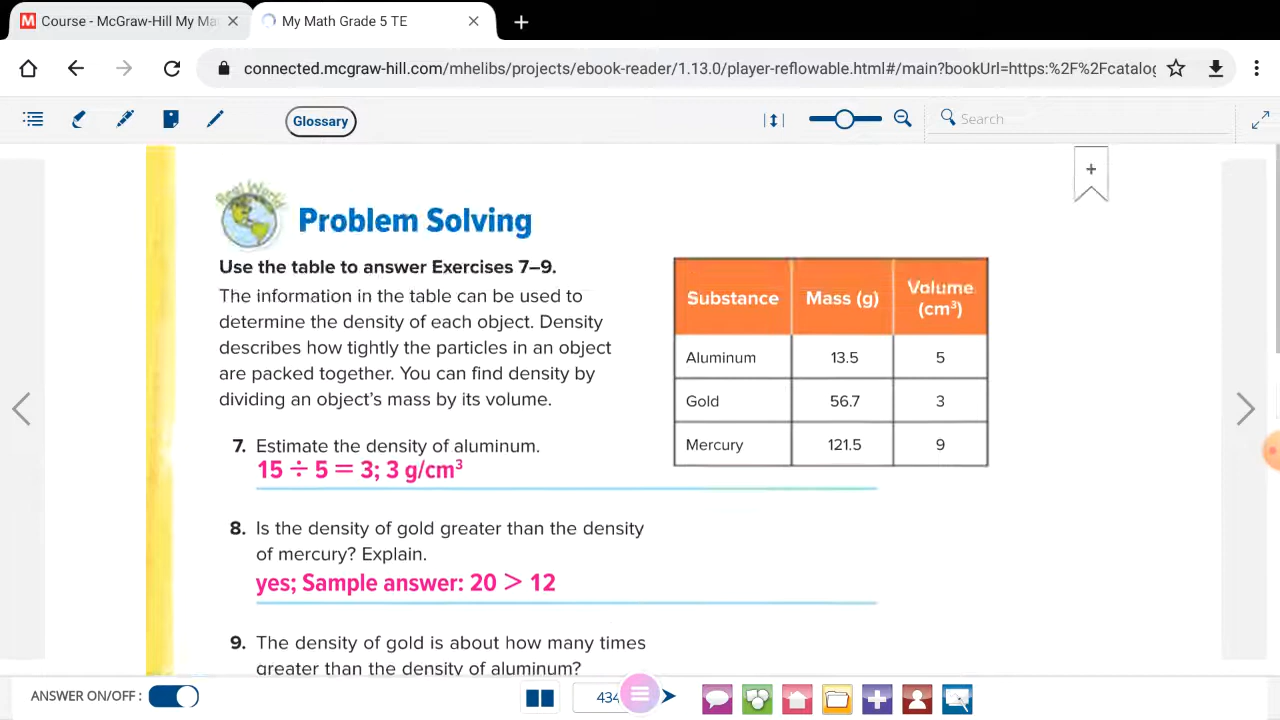 Course - McGraw-Hill My Ma
My Math Grade 5 TE
connected.mcgraw-hill.com/mhelibs/projects/ebook-reader/1.13.0/player-reflowable.html#/main?bookUrl=https:%2F%2Fcatalog
Glossary
Search
Real World
Problem Solving
Use the table to answer Exercises 7–9.
The information in the table can be used to
determine the density of each object. Density
describes how tightly the particles in an object
are packed together. You can find density by
dividing an object's mass by its volume.
Substance Mass (g) Volume (cm³)
Aluminum 13.5 5
Gold 56.7 3
Mercury 121.5 9
7. Estimate the density of aluminum.
15 ÷ 5 = 3; 3 g/cm³
8. Is the density of gold greater than the density
of mercury? Explain.
yes; Sample answer: 20 > 12
9. The density of gold is about how many times
greater than the density of aluminum?
ANSWER ON/OFF :
434